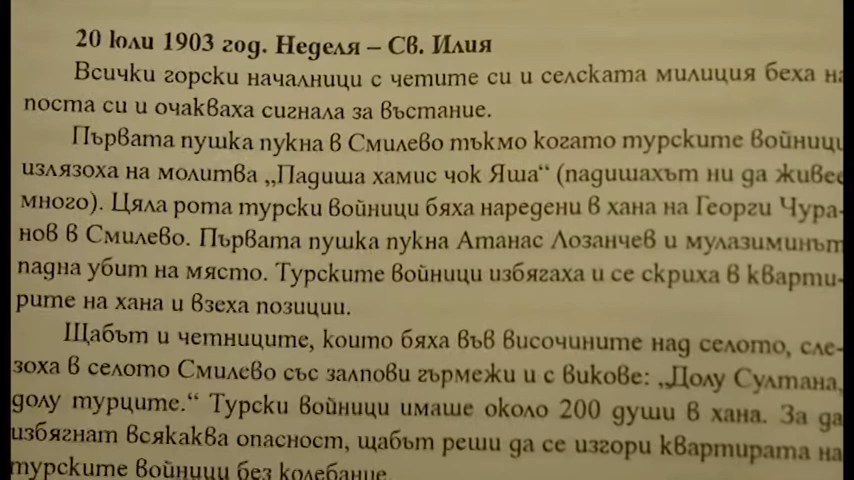 20 юли 1903 год. Неделя – Св. Илия
Всички горски началници с четите си и селската милиция беха на
поста си и очакваха сигнала за въстание.
Първата пушка пукна в Смилево тъкмо когато турските войници
излязоха на молитва „Падиша хамис чок Яша“ (падишахът ни да живее
много). Цяла рота турски войници бяха наредени в хана на Георги Чура-
нов в Смилево. Първата пушка пукна Атанас Лозанчев и мулазиминът
падна убит на място. Турските войници избягаха и се скриха в кварти-
рите на хана и взеха позиции.
Щабът и четниците, които бяха във височините над селото, сле-
зоха в селото Смилево със залпови гърмежи и с викове: „Долу Султана,
долу турците.“ Турски войници имаше около 200 души в хана. За да
избягнат всякаква опасност, щабът реши да се изгори квартирата на
турските войници без колебание